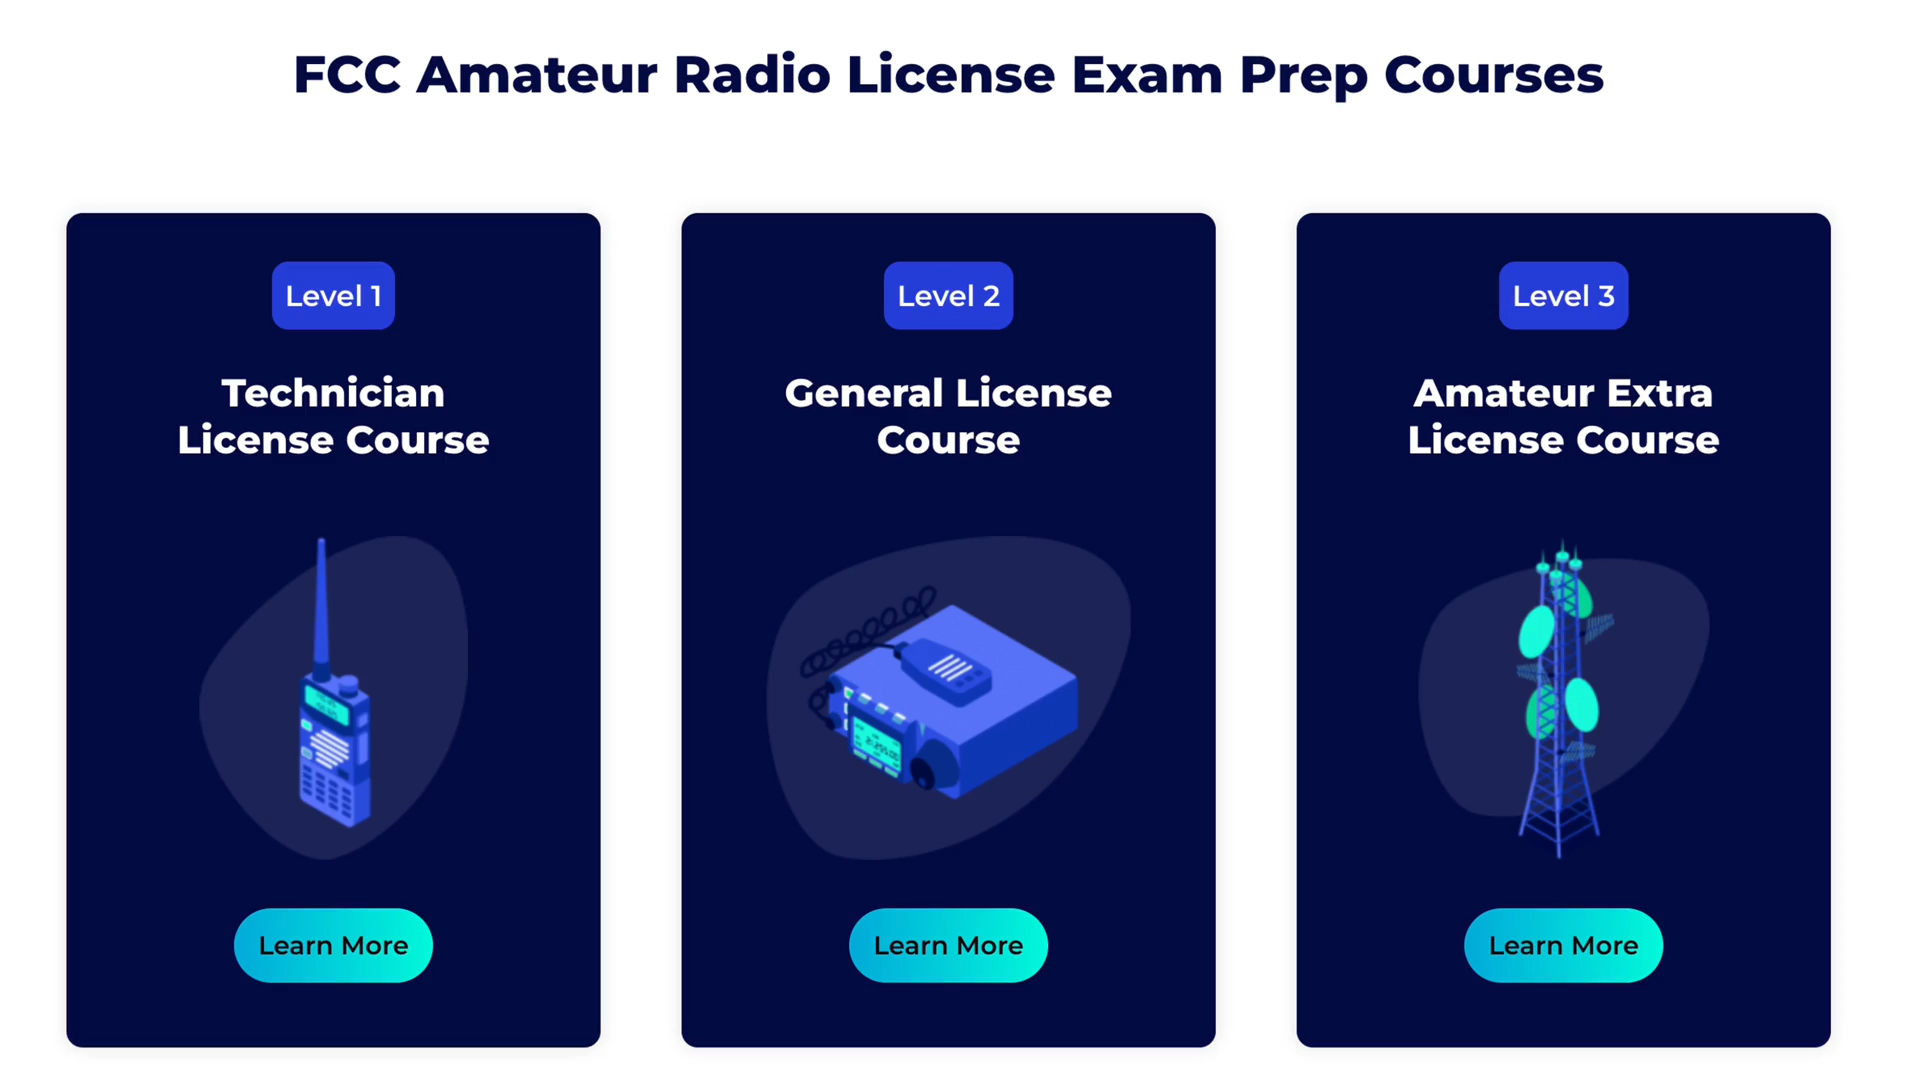 FCC Amateur Radio License Exam Prep Courses
Level 1
Technician
License Course
Learn More
Level 2
General License
Course
Learn More
Level 3
Amateur Extra
License Course
Learn More